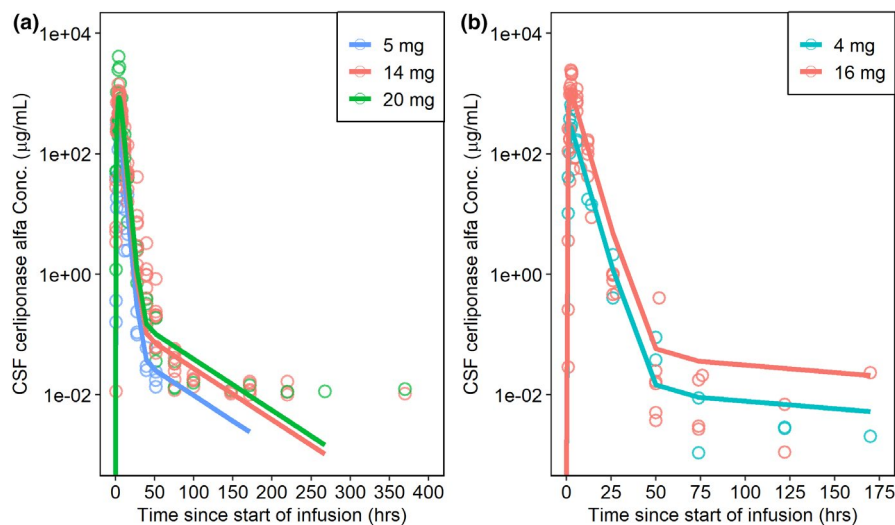 (a)
CSF cerliponase alfa Conc. (μg/mL)
1e+04
1e+02
1e+00
1e-02
5 mg
14 mg
20 mg
0 50 100 150 200 250 300 350 400
Time since start of infusion (hrs)
(b)
CSF cerliponase alfa Conc. (μg/mL)
1e+04
1e+02
1e+00
1e-02
4 mg
16 mg
0 25 50 75 100 125 150 175
Time since start of infusion (hrs)